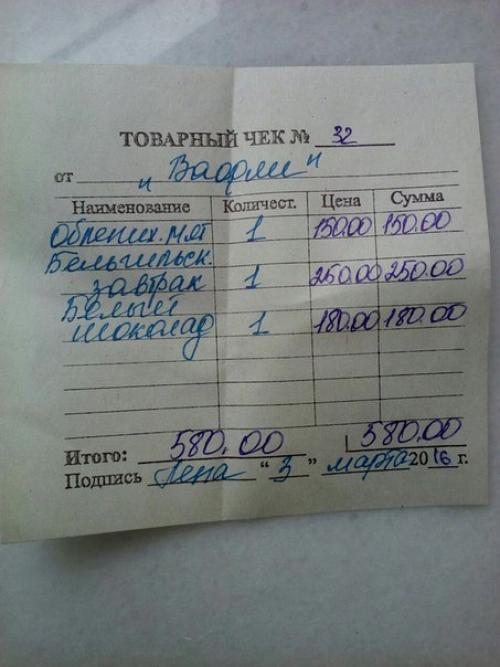 ТОВАРНЫЙ ЧЕК № 32
от „Вафли"
Наименование Количест. Цена Сумма
Облепих. мят 1 150.00 150.00
Бельгильск.
завтрак 1 250.00 250.00
Белый
шоколад 1 180.00 180.00
Итого: 580.00 580.00
Подпись Лена "3" марта 2016 г.